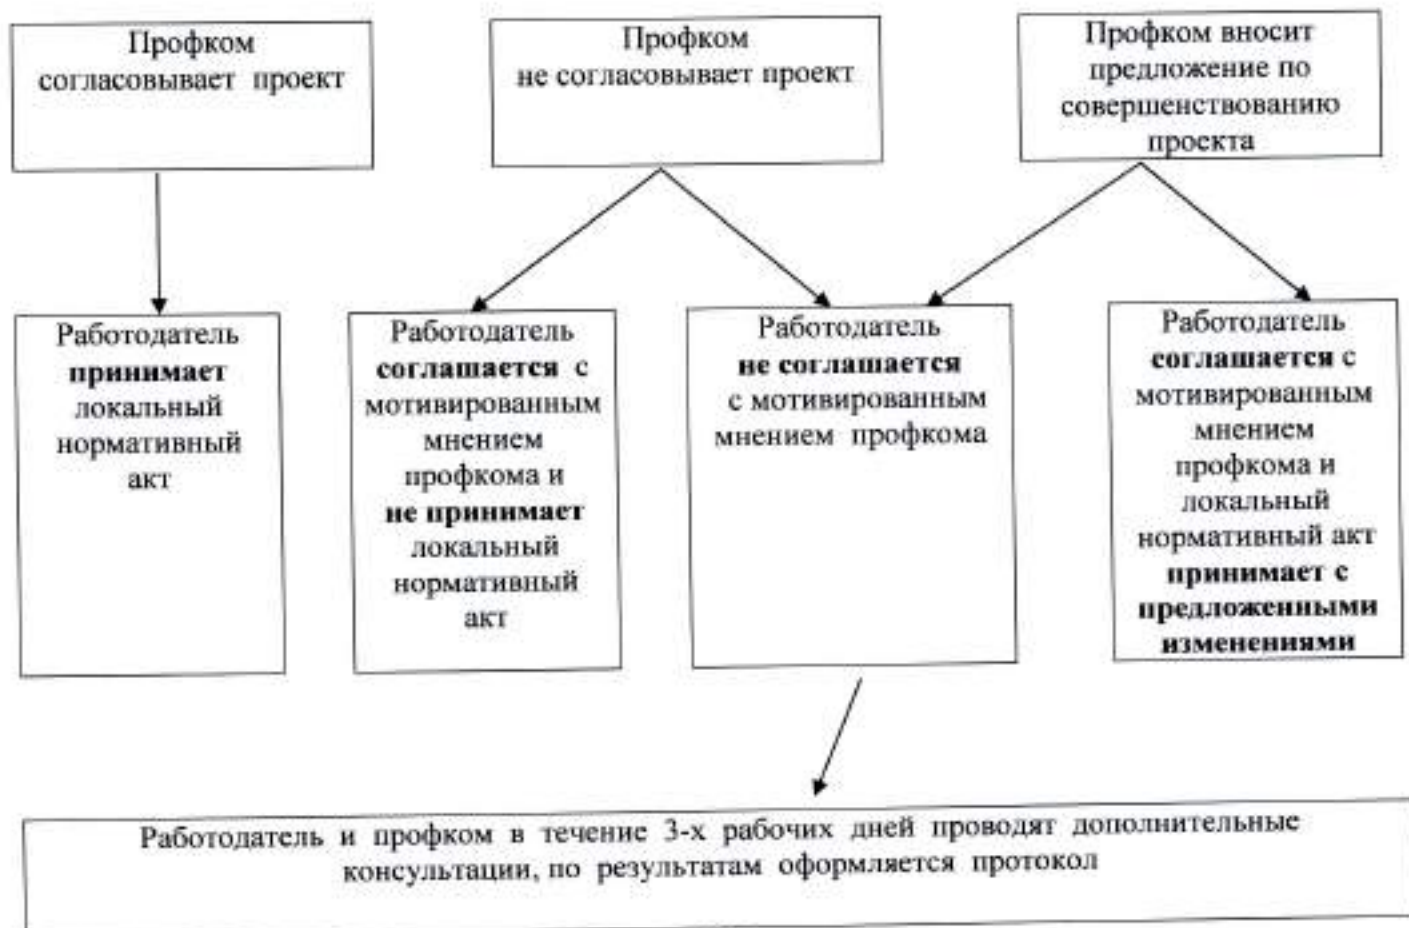 Профком
согласовывает проект
Профком
не согласовывает проект
Профком вносит
предложение по
совершенствованию
проекта
Работодатель
принимает
локальный
нормативный
акт
Работодатель
соглашается с
мотивированным
мнением
профкома и
не принимает
локальный
нормативный
акт
Работодатель
не соглашается
с мотивированным
мнением профкома
Работодатель
соглашается с
мотивированным
мнением
профкома и
локальный
нормативный акт
принимает с
предложенными
изменениями
Работодатель и профком в течение 3-х рабочих дней проводят дополнительные
консультации, по результатам оформляется протокол